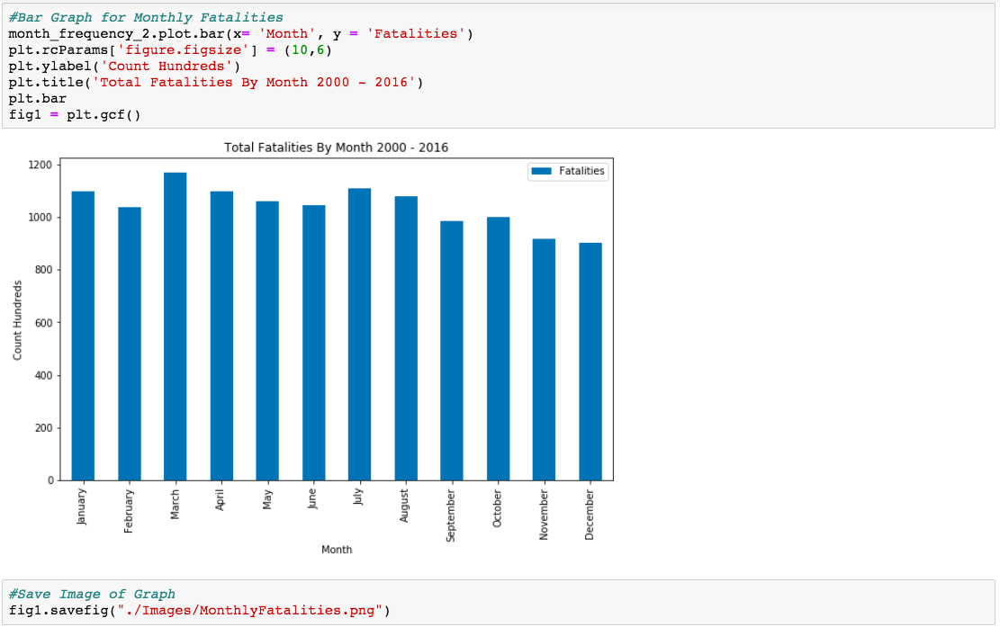 #Bar Graph for Monthly Fatalities
month_frequency_2.plot.bar(x= 'Month', y = 'Fatalities')
plt.rcParams['figure.figsize'] = (10,6)
plt.ylabel('Count Hundreds')
plt.title('Total Fatalities By Month 2000 - 2016')
plt.bar
fig1 = plt.gcf()
Total Fatalities By Month 2000 - 2016
Fatalities
1200
1000
800
600
400
200
0
Count Hundreds
January
February
March
April
May
June
July
August
September
October
November
December
Month
#Save Image of Graph
fig1.savefig("./Images/MonthlyFatalities.png")